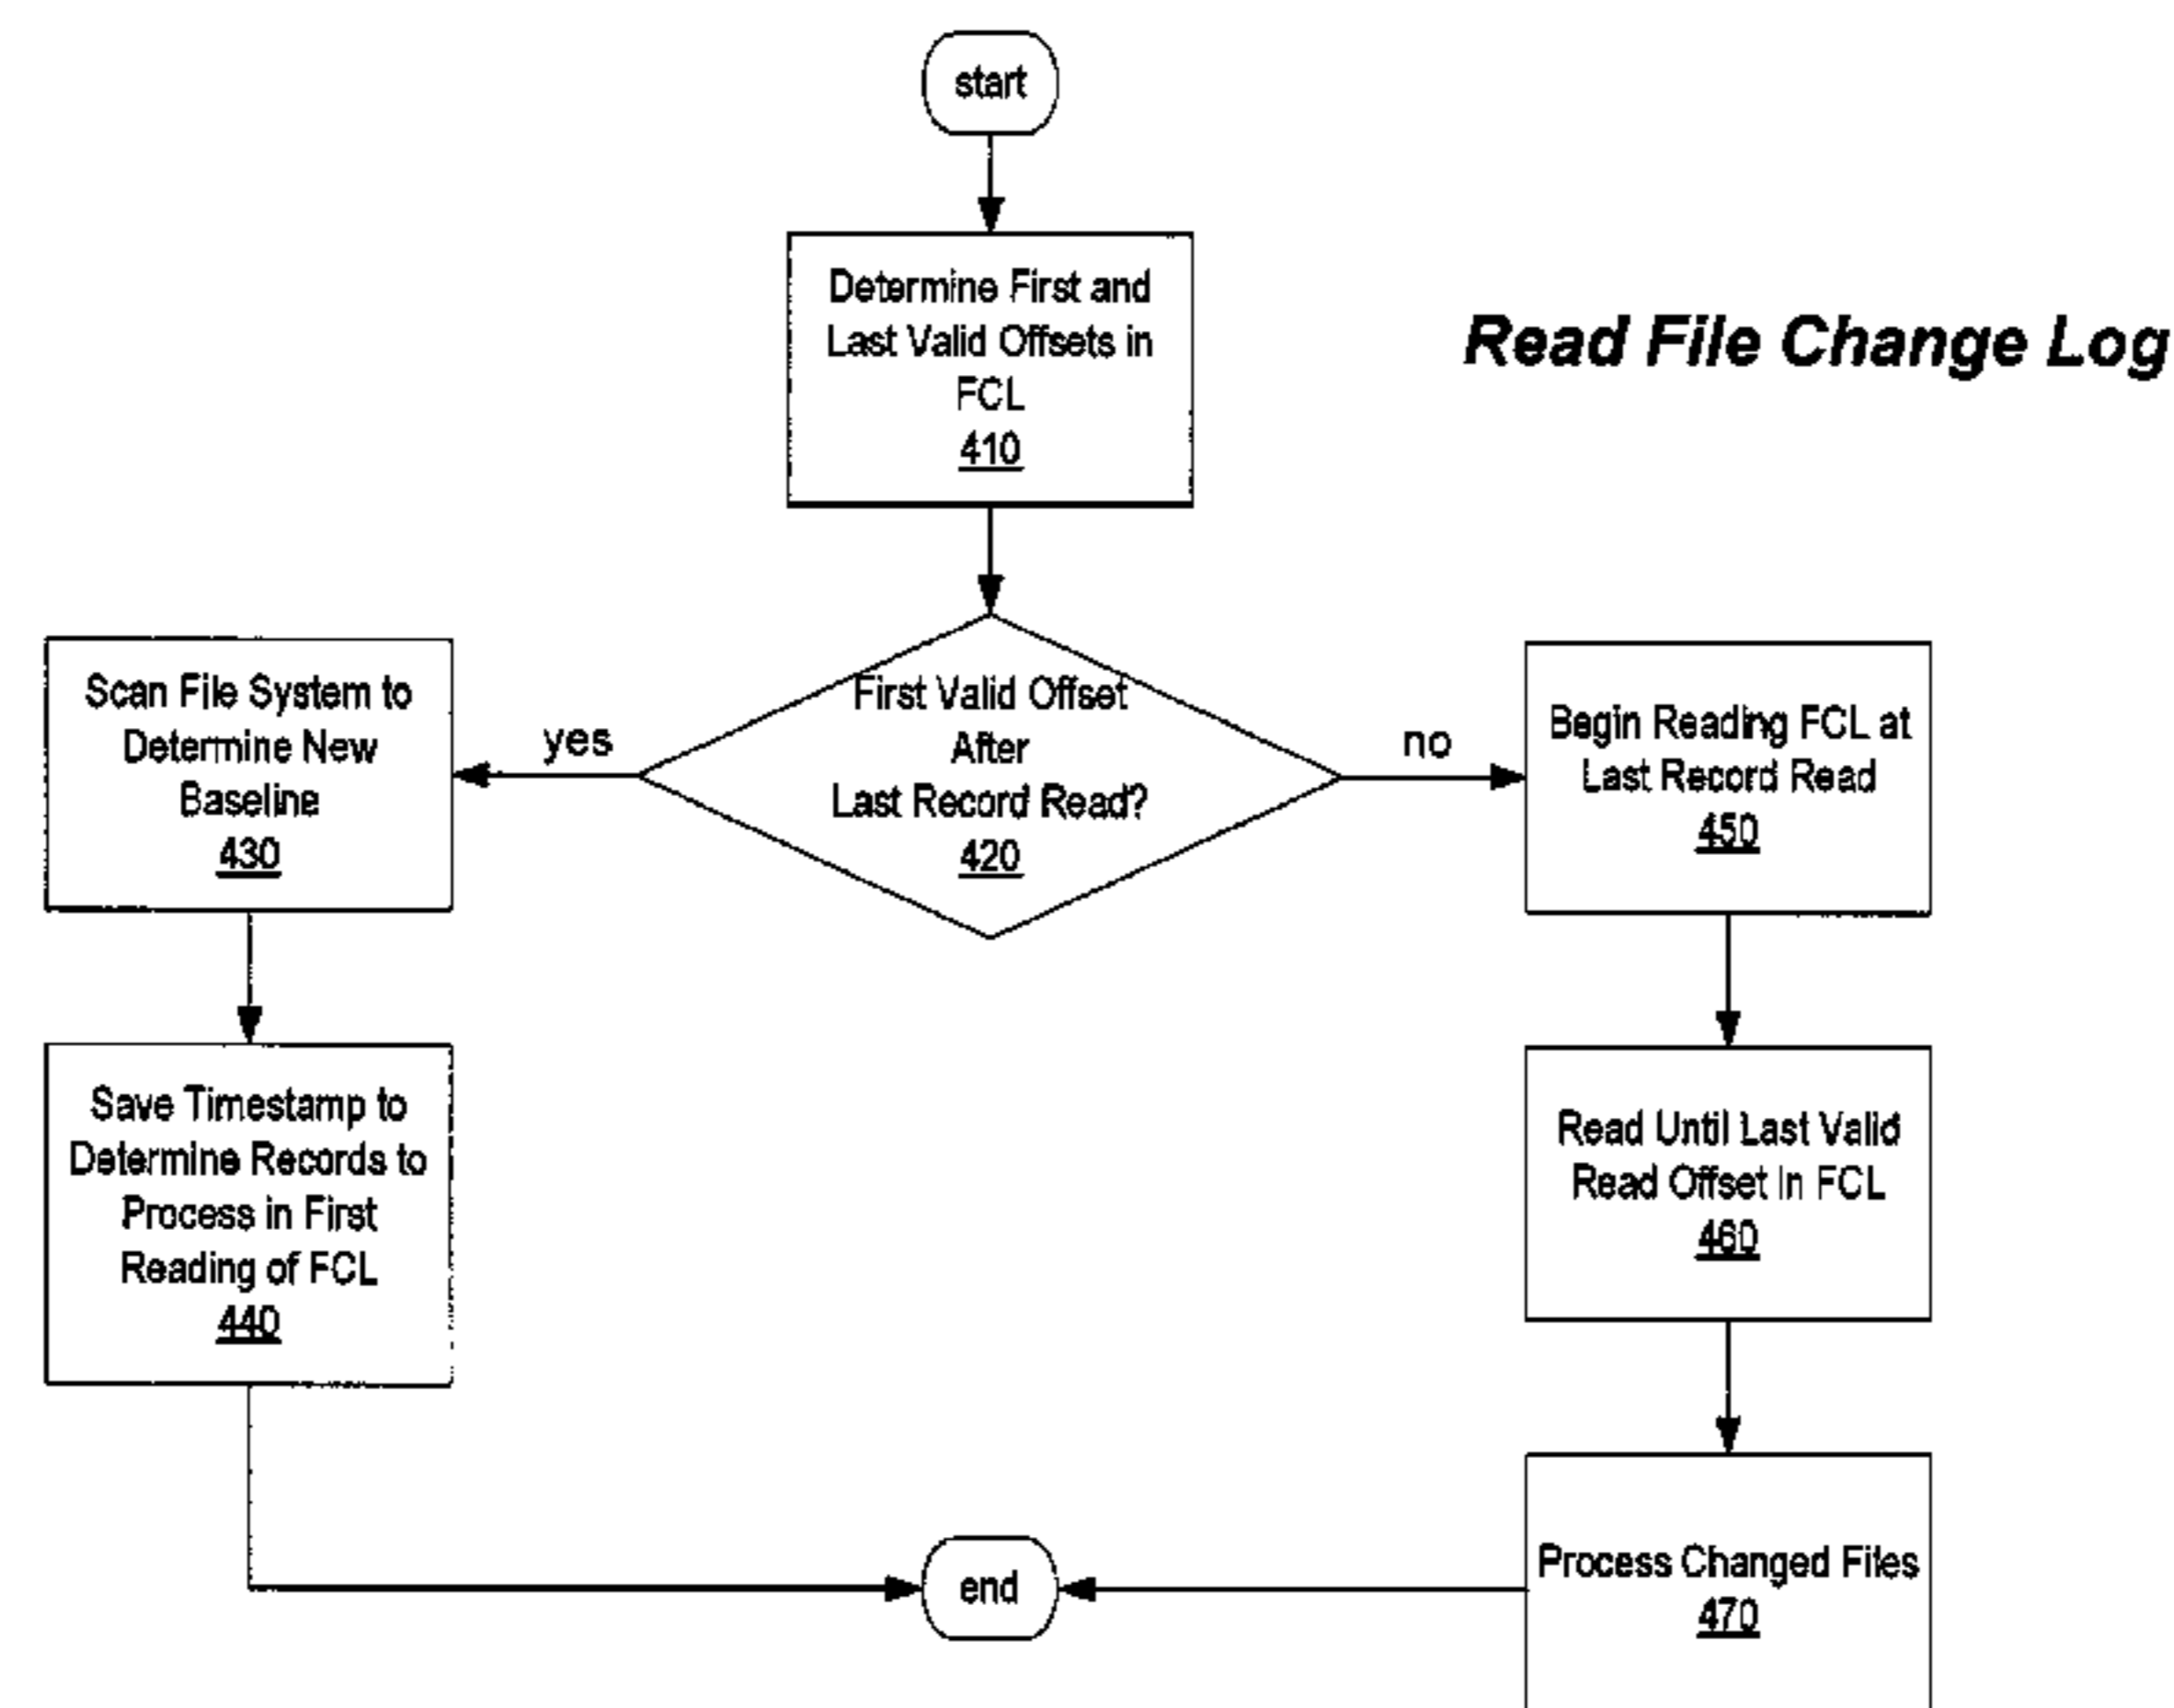 start
Determine First and
Last Valid Offsets in
FCL
410
Read File Change Log
First Valid Offset
After
Last Record Read?
420
yes
no
Scan File System to
Determine New
Baseline
430
Begin Reading FCL at
Last Record Read
450
Save Timestamp to
Determine Records to
Process in First
Reading of FCL
440
Read Until Last Valid
Read Offset in FCL
460
Process Changed Files
470
end